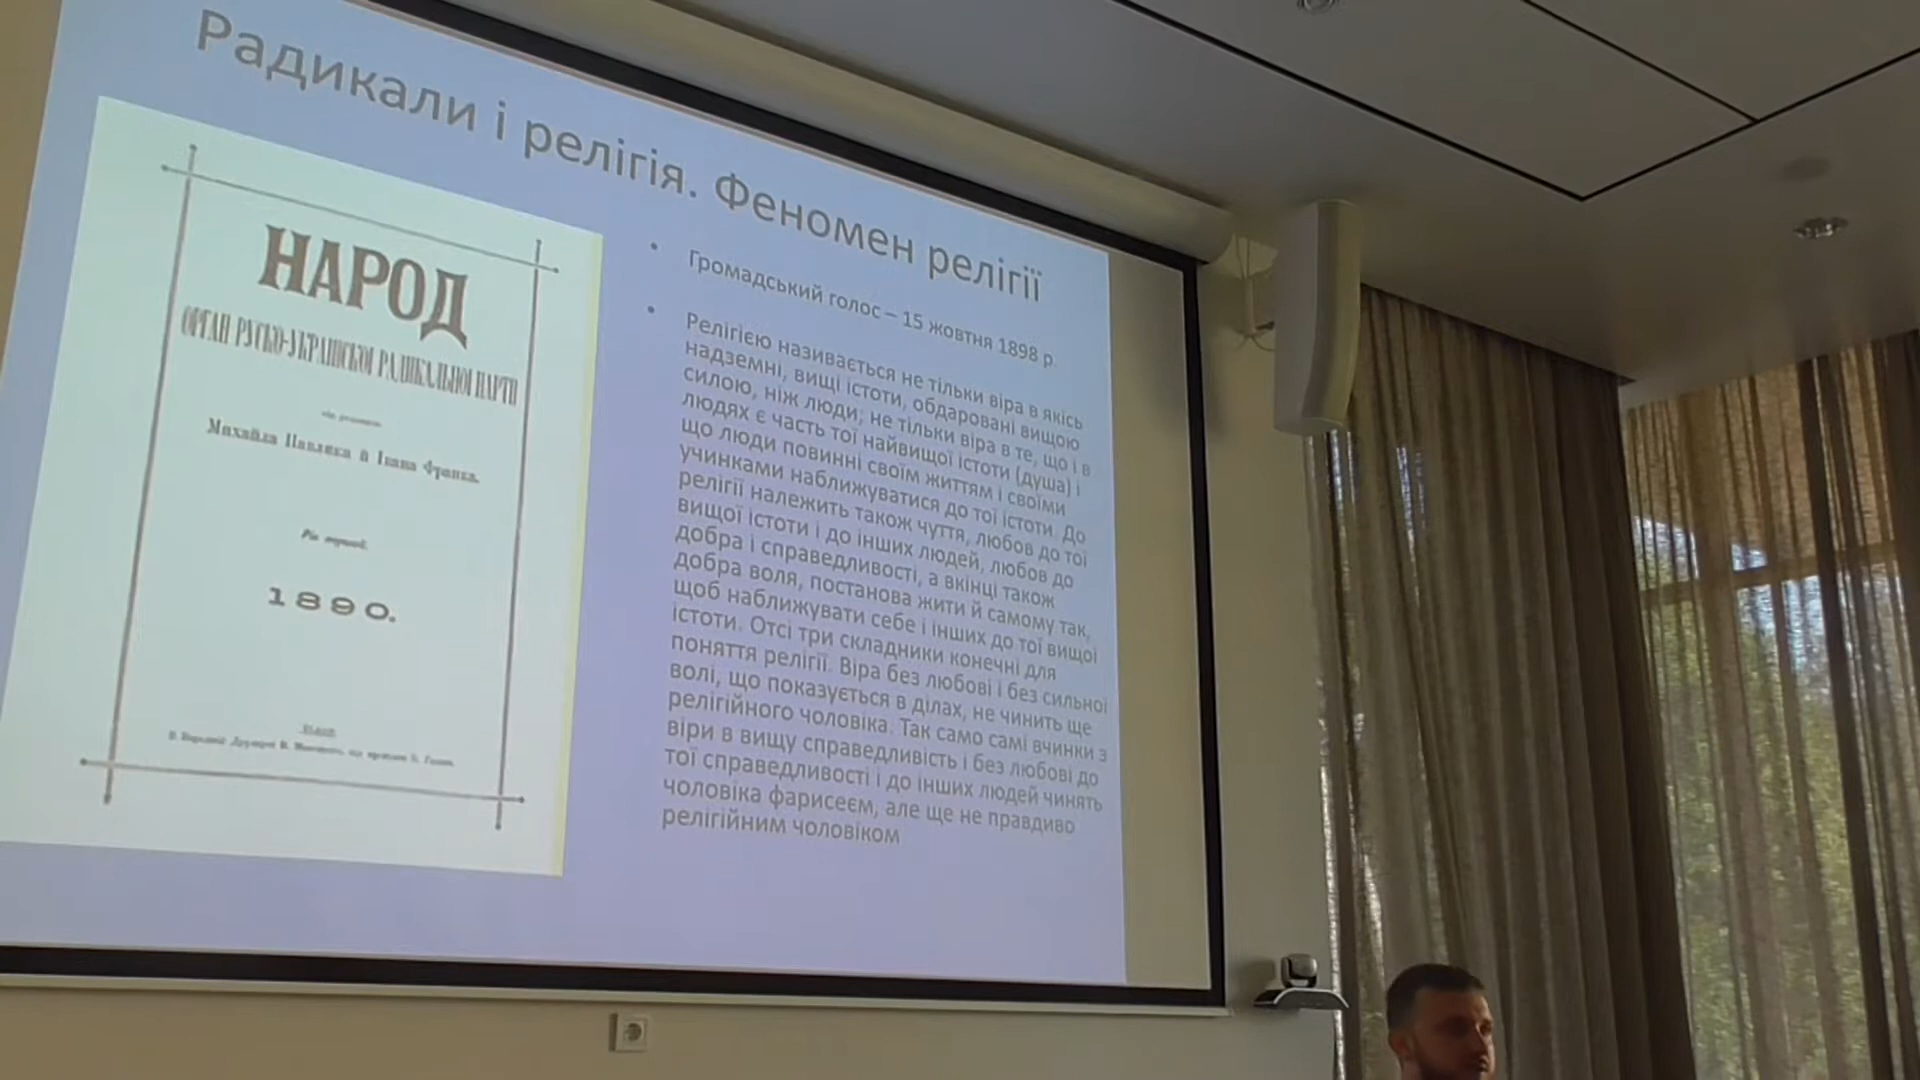 Радикали і релігія. Феномен релігії
НАРОД
ОРГАН РУСЬКО-УКРАЇНСКОЇ РАДИКАЛЬНОЇ ПАРТИ
Михайла Павлика й Івана Франка.
Рік перший.
1890.
• Громадський голос – 15 жовтня 1898 р.
• Релігією називається не тільки віра в якісь
надземні, вищі істоти, обдаровані вищою
силою, ніж люди; не тільки віра в те, що і в
людях є часть тої найвищої істоти (душа) і
що люди повинні своїм життям і своїми
учинками наближуватися до тої істоти. До
релігії належить також чуття, любов до тої
вищої істоти і до інших людей, любов до
добра і справедливості, а вкінці також
добра воля, постанова жити й самому так,
щоб наближувати себе і інших до тої вищої
істоти. Отсі три складники конечні для
поняття релігії. Віра без любові і без сильної
волі, що показується в ділах, не чинить ще
релігійного чоловіка. Так само самі вчинки з
віри в вищу справедливість і без любові до
тої справедливості і до інших людей чинять
чоловіка фарисеєм, але ще не правдиво
релігійним чоловіком